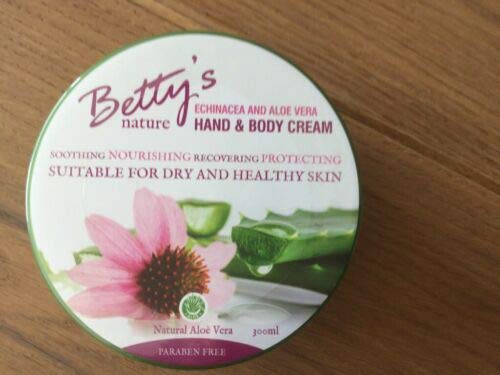 Betty's
nature
ECHINACEA AND ALOE VERA
HAND & BODY CREAM
SOOTHING NOURISHING RECOVERING PROTECTING
SUITABLE FOR DRY AND HEALTHY SKIN
Natural Aloë Vera 300ml
PARABEN FREE